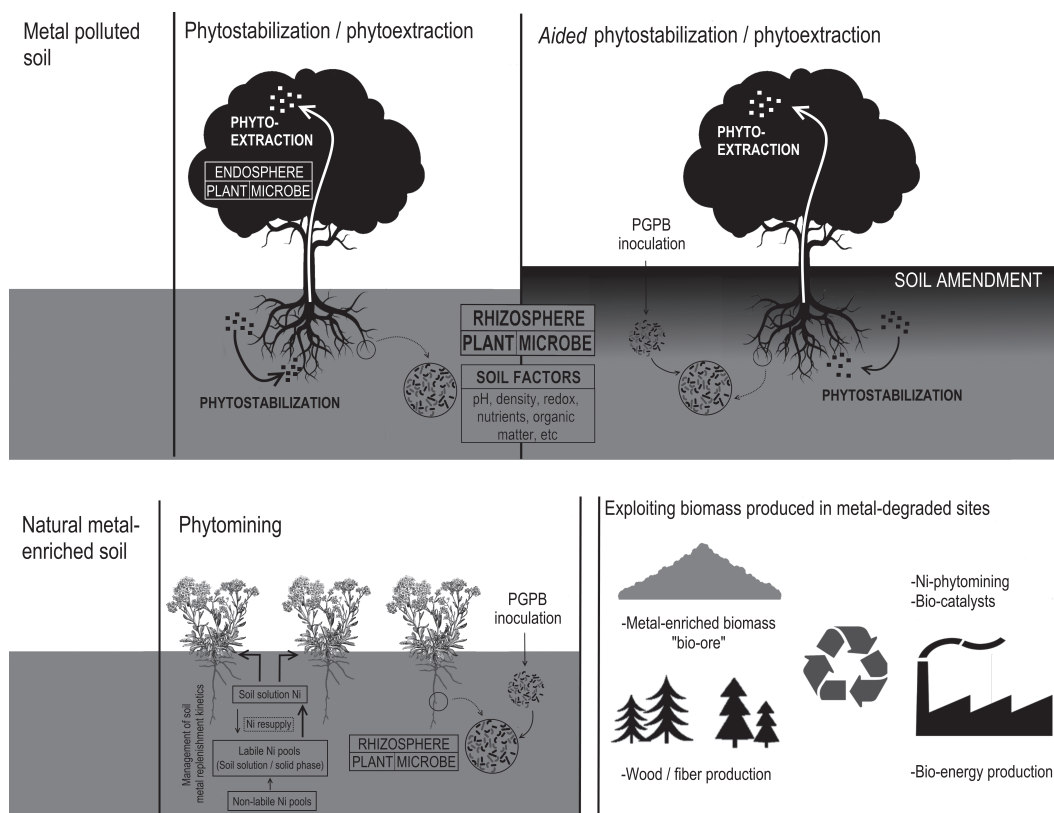 Metal polluted
soil
Phytostabilization / phytoextraction
PHYTO-
EXTRACTION
ENDOSPHERE
PLANT MICROBE
PHYTOSTABILIZATION
RHIZOSPHERE
PLANT MICROBE
SOIL FACTORS
pH, density, redox,
nutrients, organic
matter, etc
Aided phytostabilization / phytoextraction
PHYTO-
EXTRACTION
PGPB
inoculation
SOIL AMENDMENT
PHYTOSTABILIZATION
Natural metal-
enriched soil
Phytomining
PGPB
inoculation
Management of soil
metal replenishment kinetics
Soil solution Ni
Ni resupply
Labile Ni pools
(Soil solution / solid phase)
Non-labile Ni pools
RHIZOSPHERE
PLANT MICROBE
Exploiting biomass produced in metal-degraded sites
-Metal-enriched biomass
"bio-ore"
-Wood / fiber production
-Ni-phytomining
-Bio-catalysts
-Bio-energy production